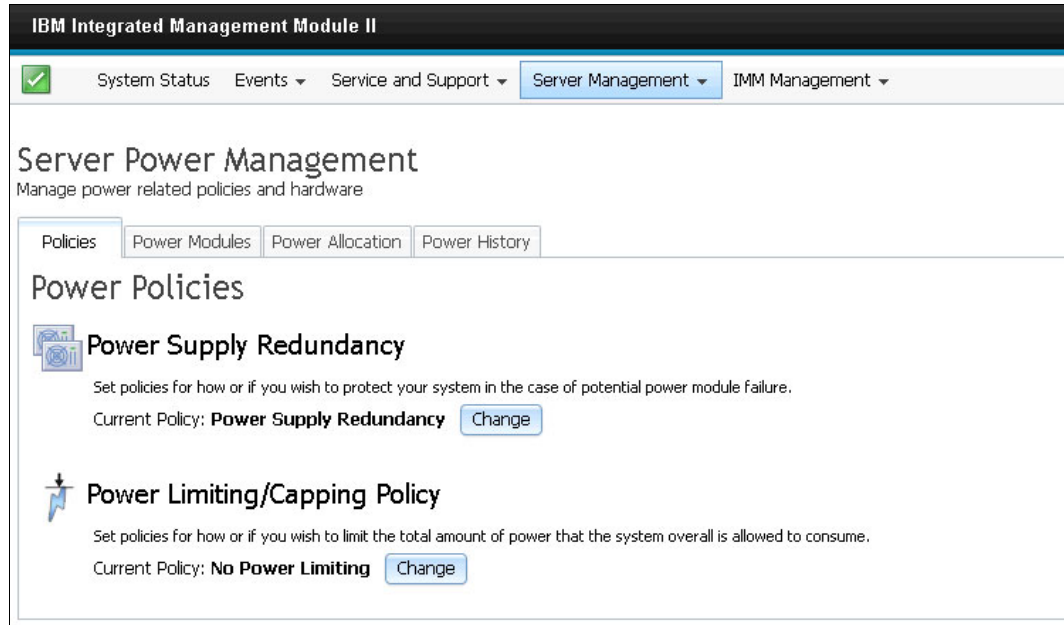 IBM Integrated Management Module II
System Status Events Service and Support Server Management IMM Management
Server Power Management
Manage power related policies and hardware
Policies Power Modules Power Allocation Power History
Power Policies
Power Supply Redundancy
Set policies for how or if you wish to protect your system in the case of potential power module failure.
Current Policy: Power Supply Redundancy Change
Power Limiting/Capping Policy
Set policies for how or if you wish to limit the total amount of power that the system overall is allowed to consume.
Current Policy: No Power Limiting Change